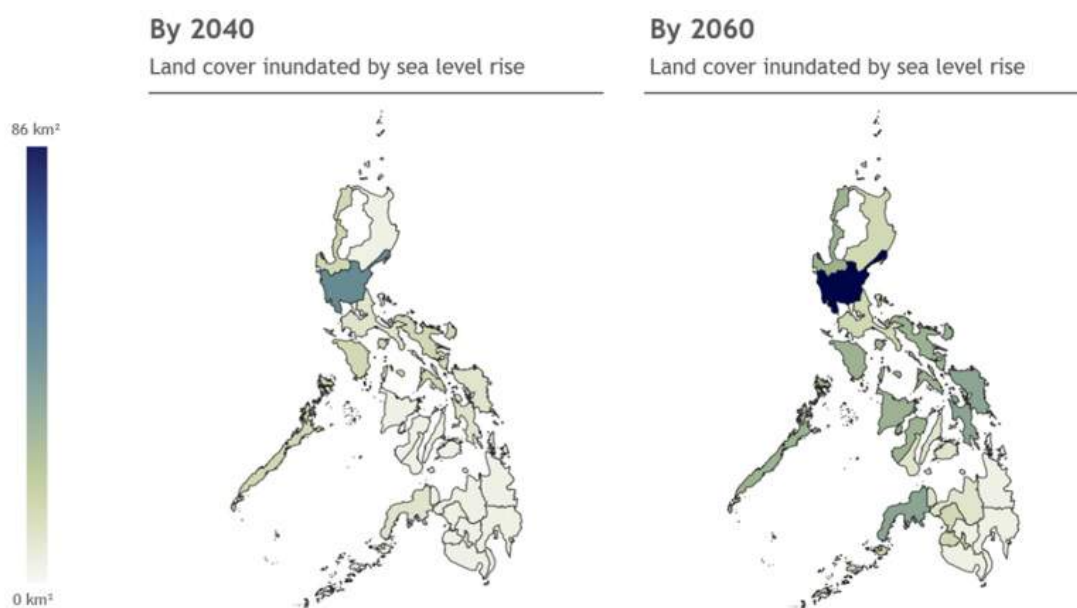 By 2040
Land cover inundated by sea level rise
By 2060
Land cover inundated by sea level rise
86 km²
0 km²